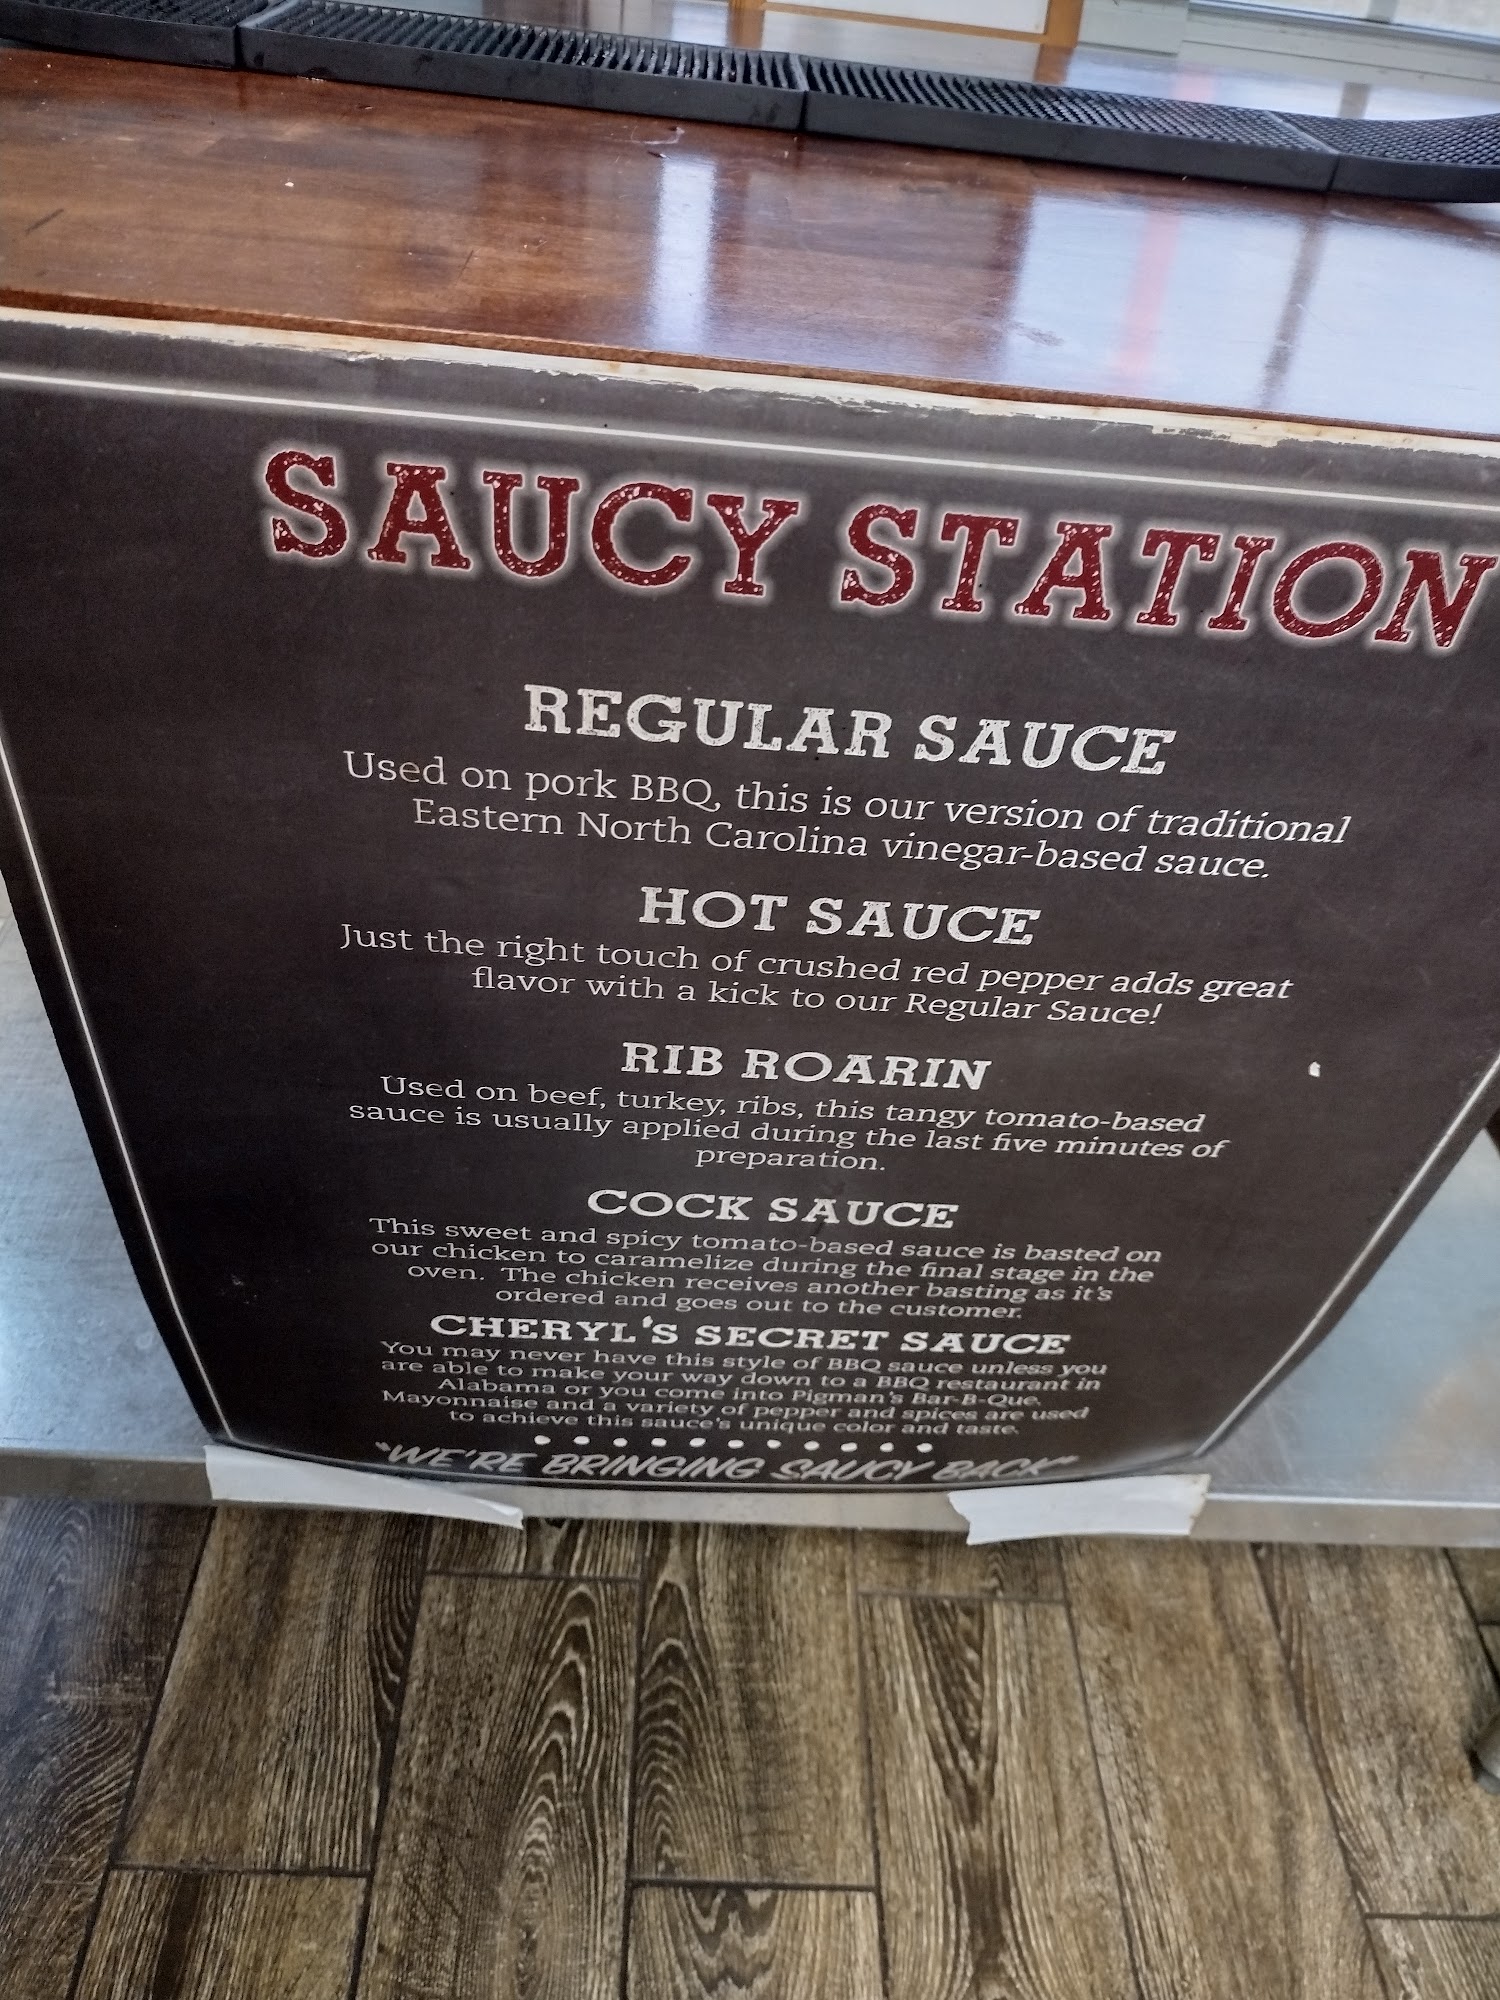 SAUCY STATION
REGULAR SAUCE
Used on pork BBQ, this is our version of traditional
Eastern North Carolina vinegar-based sauce.
HOT SAUCE
Just the right touch of crushed red pepper adds great
flavor with a kick to our Regular Sauce!
RIB ROARIN
Used on beef, turkey, ribs, this tangy tomato-based
sauce is usually applied during the last five minutes of
preparation.
COCK SAUCE
This sweet and spicy tomato-based sauce is basted on
our chicken to caramelize during the final stage in the
oven. The chicken receives another basting as it's
ordered and goes out to the customer.
CHERYL'S SECRET SAUCE
You may never have this style of BBQ sauce unless you
are able to make your way down to a BBQ restaurant in
Alabama or you come into Pigman's Bar-B-Que.
Mayonnaise and a variety of pepper and spices are used
to achieve this sauce's unique color and taste.
"WE'RE BRINGING SAUCY BACK"